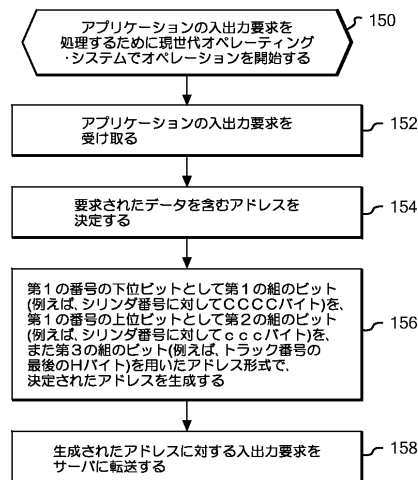 アプリケーションの入出力要求を
処理するために現世代オペレーティング
・システムでオペレーションを開始する
150
アプリケーションの入出力要求を
受け取る
152
要求されたデータを含むアドレスを
決定する
154
第1の番号の下位ビットとして第1の組のビット
(例えば、シリンダ番号に対してCCCCバイト)を、
第1の番号の上位ビットとして第2の組のビット
(例えば、シリンダ番号に対してcccバイト)を、
また第3の組のビット(例えば、トラック番号の
最後のHバイト)を用いたアドレス形式で、
決定されたアドレスを生成する
156
生成されたアドレスに対する入出力要求を
サーバに転送する
158